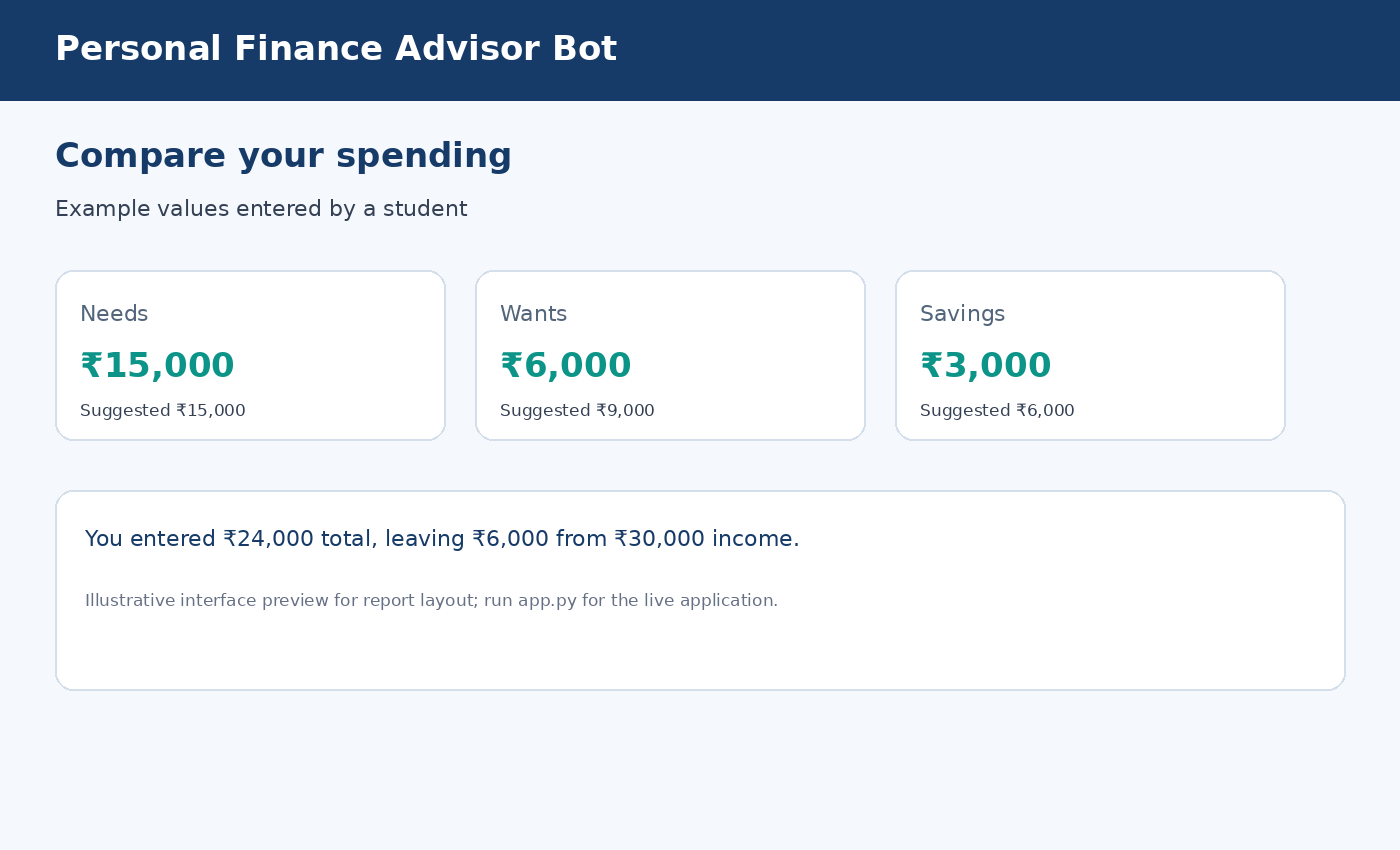 Personal Finance Advisor Bot
Compare your spending
Example values entered by a student
Needs
₹15,000
Suggested ₹15,000
Wants
₹6,000
Suggested ₹9,000
Savings
₹3,000
Suggested ₹6,000
You entered ₹24,000 total, leaving ₹6,000 from ₹30,000 income.
Illustrative interface preview for report layout; run app.py for the live application.